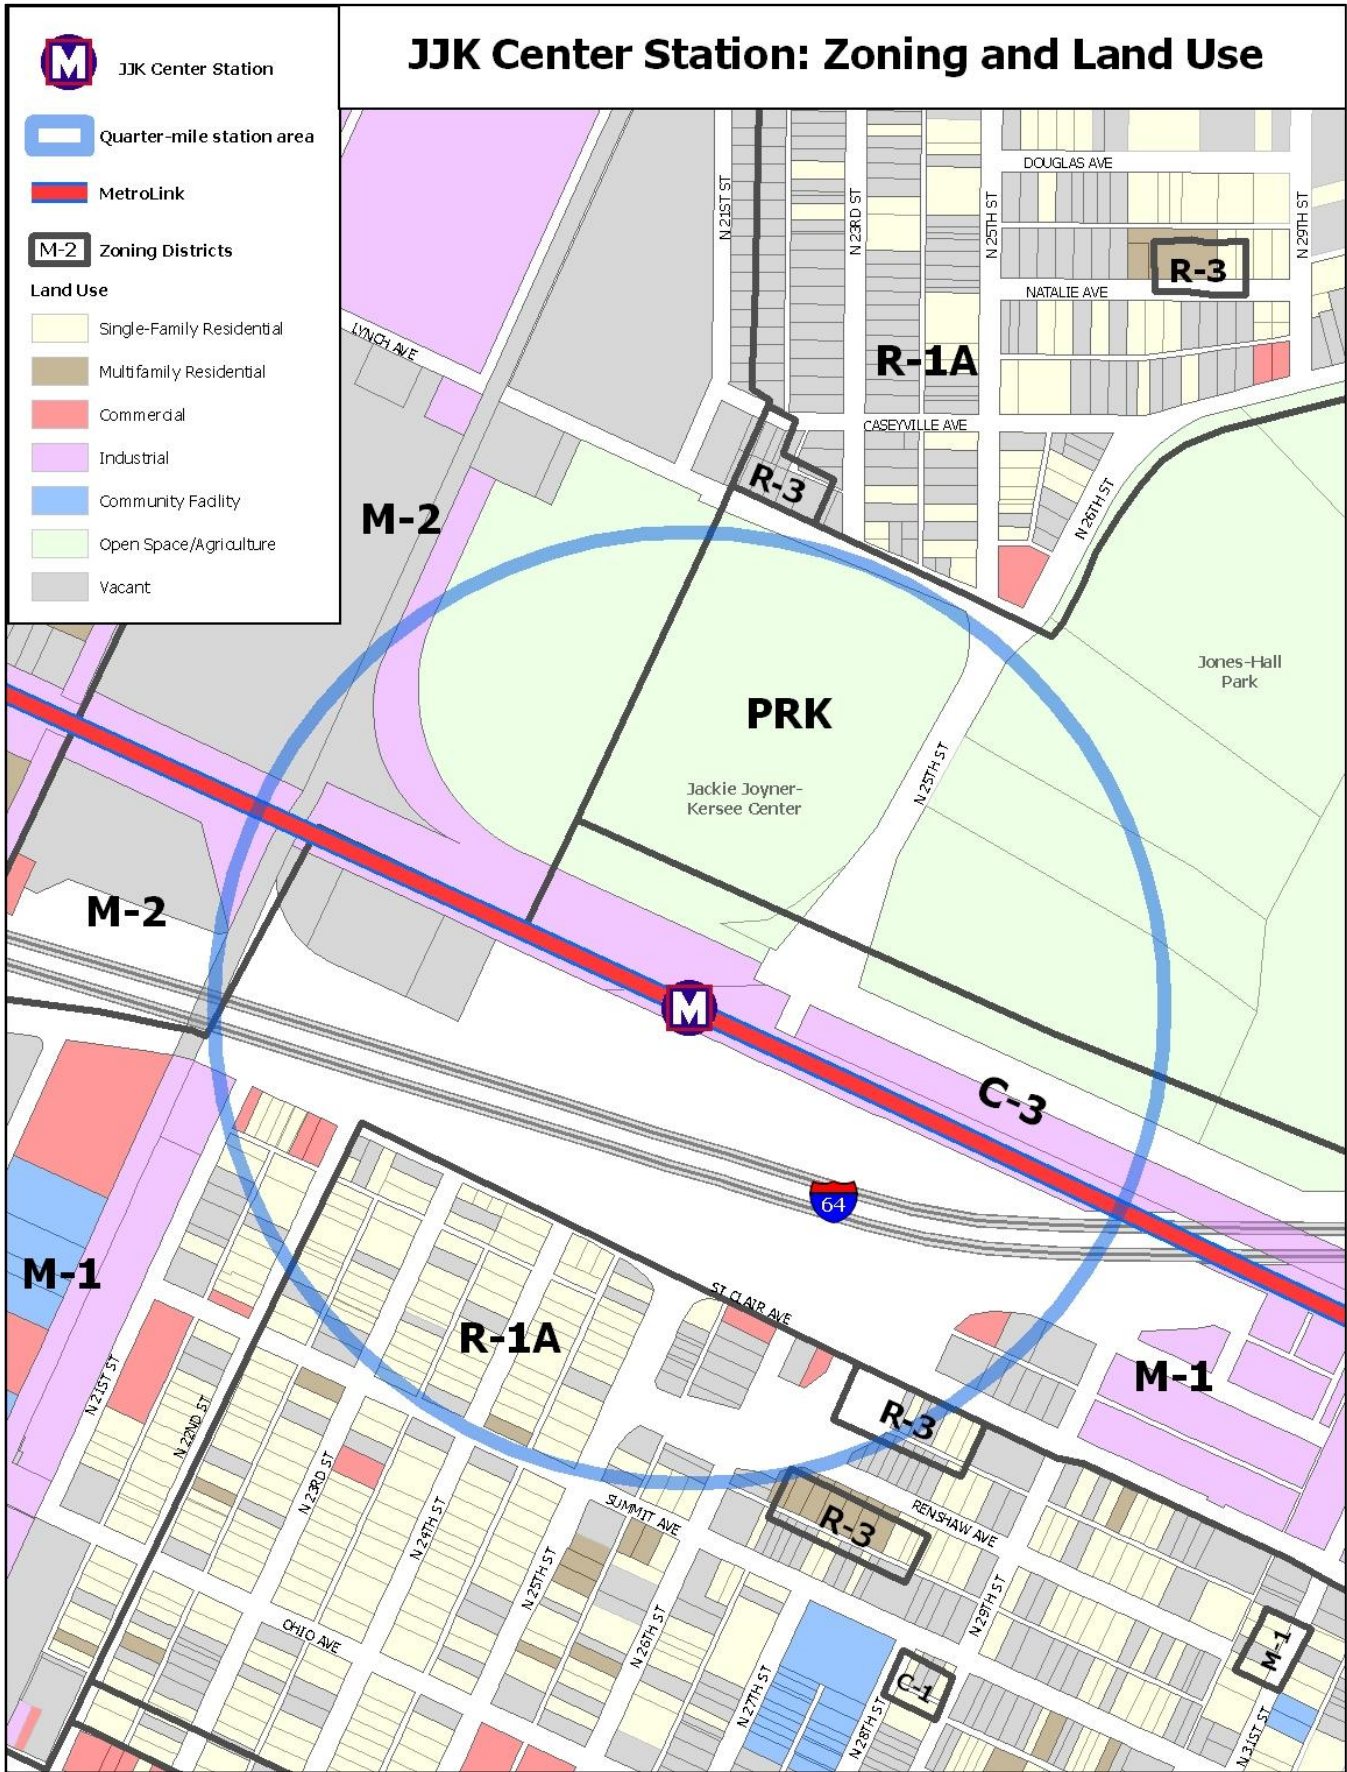 JJK Center Station: Zoning and Land Use
M
JJK Center Station
Quarter-mile station area
MetroLink
M-2
Zoning Districts
Land Use
Single-Family Residential
Multifamily Residential
Commercial
Industrial
Community Facility
Open Space/Agriculture
Vacant
DOUGLAS AVE
N 21ST ST
N 23RD ST
N 25TH ST
N 29TH ST
R-3
NATALIE AVE
LYNCH AVE
R-1A
CASEYVILLE AVE
R-3
N 26TH ST
M-2
Jones-Hall
Park
PRK
N 25TH ST
Jackie Joyner-
Kersee Center
M-2
M
C-3
64
M-1
R-1A
ST CLAIR AVE
M-1
N 21ST ST
N 22ND ST
R-3
N 23RD ST
N 24TH ST
SUMMIT AVE
R-3
RENSHAW AVE
N 25TH ST
N 26TH ST
N 29TH ST
OHIO AVE
M-1
C-1
N 27TH ST
N 28TH ST
N 31ST ST